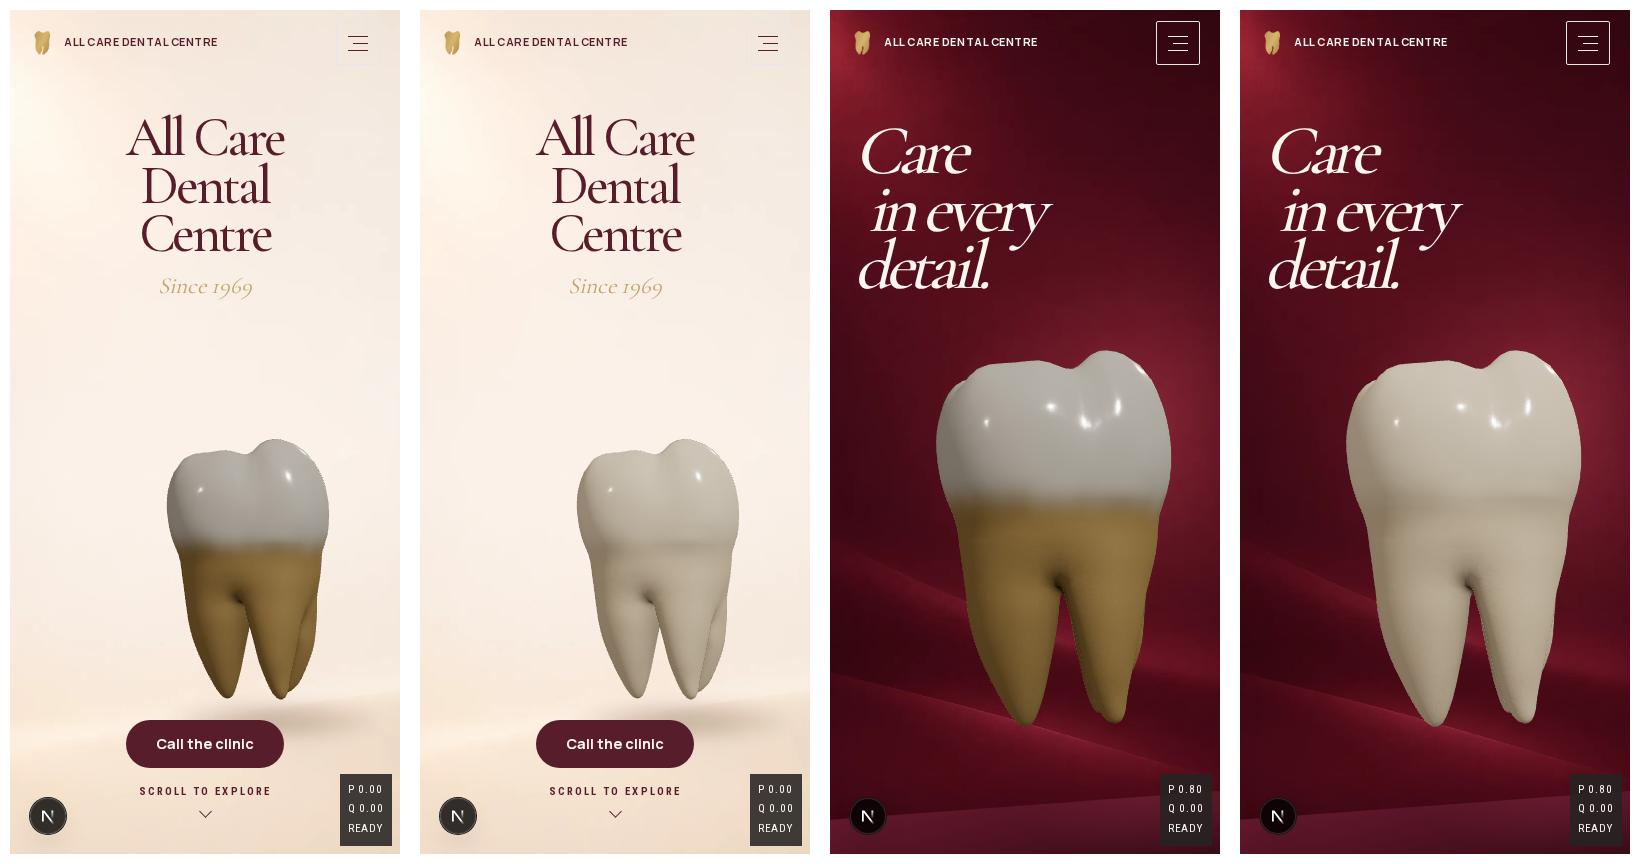 ALL CARE DENTAL CENTRE
All Care
Dental
Centre
Since 1969
Call the clinic
SCROLL TO EXPLORE
N
P 0.00
Q 0.00
READY
ALL CARE DENTAL CENTRE
All Care
Dental
Centre
Since 1969
Call the clinic
SCROLL TO EXPLORE
N
P 0.00
Q 0.00
READY
ALL CARE DENTAL CENTRE
Care
in every
detail.
N
P 0.80
Q 0.00
READY
ALL CARE DENTAL CENTRE
Care
in every
detail.
N
P 0.80
Q 0.00
READY